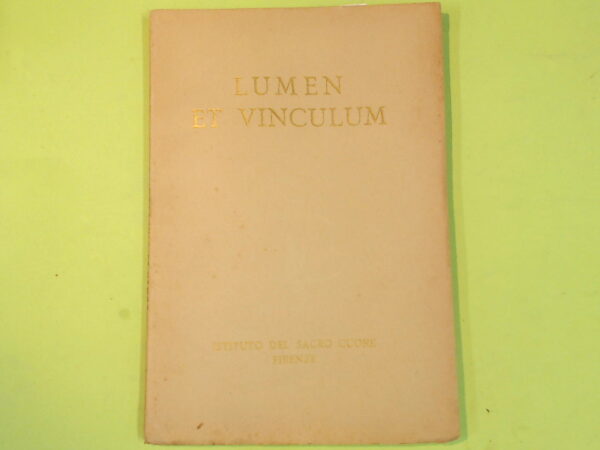 LUMEN
ET VINCULUM
ISTITUTO DEL SACRO CUORE
FIRENZE